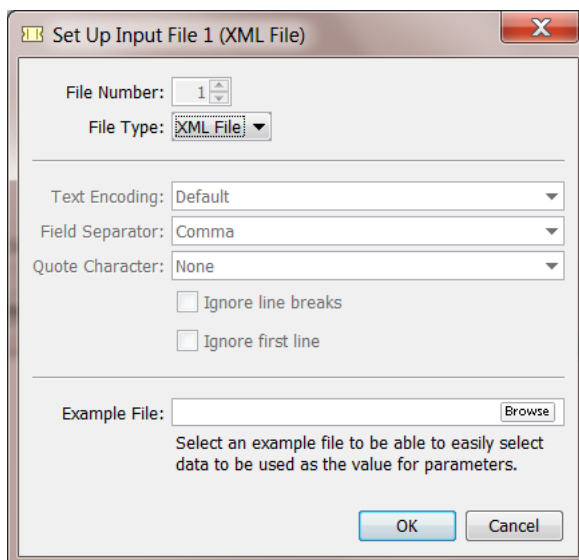 Set Up Input File 1 (XML File)
File Number: 1
File Type: XML File
Text Encoding: Default
Field Separator: Comma
Quote Character: None
Ignore line breaks
Ignore first line
Example File: Browse
Select an example file to be able to easily select
data to be used as the value for parameters.
OK Cancel